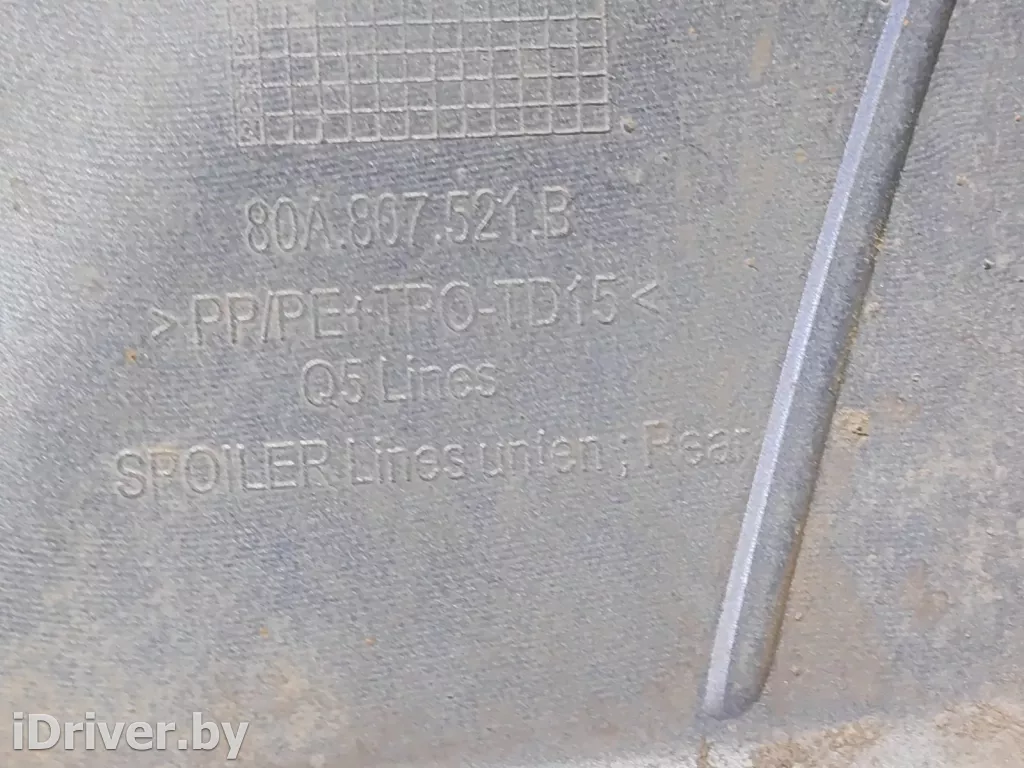 80A.807.521.B
>PP/PE+TPO-TD15<
Q5 Lines
SPOILER Lines unten ; Rear
iDriver.by